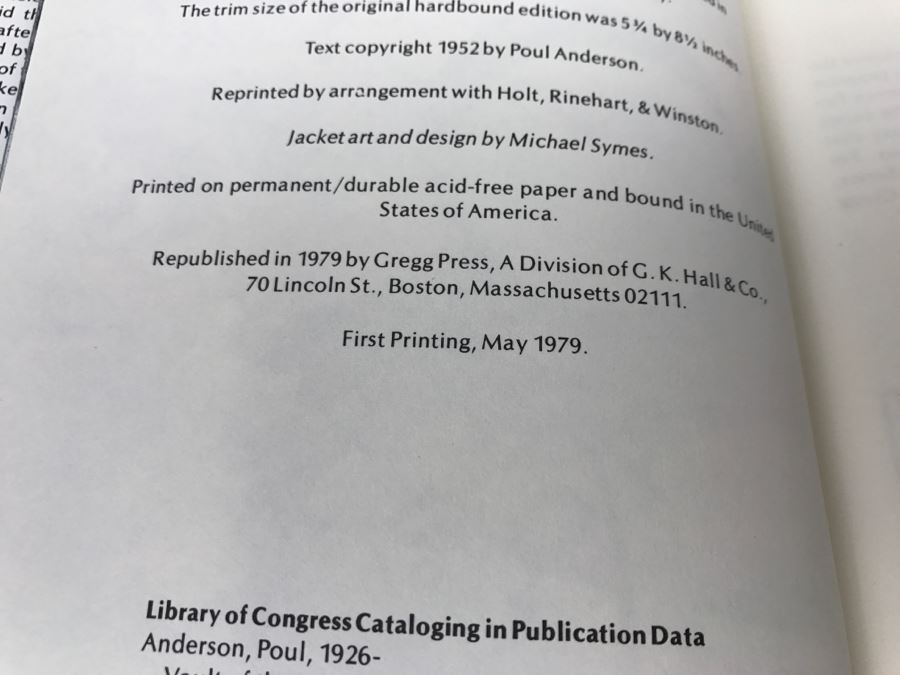 The trim size of the original hardbound edition was 5¾ by 8½ inches.
Text copyright 1952 by Poul Anderson.
Reprinted by arrangement with Holt, Rinehart, & Winston.
Jacket art and design by Michael Symes.
Printed on permanent/durable acid-free paper and bound in the United
States of America.
Republished in 1979 by Gregg Press, A Division of G. K. Hall & Co.,
70 Lincoln St., Boston, Massachusetts 02111.
First Printing, May 1979.
Library of Congress Cataloging in Publication Data
Anderson, Poul, 1926-